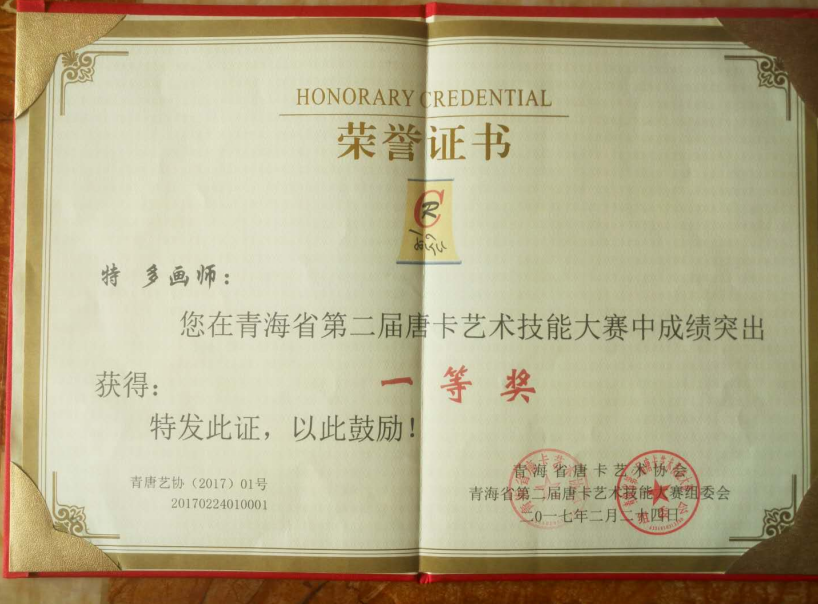 HONORARY CREDENTIAL
荣誉证书
特 多画师：
您在青海省第二届唐卡艺术技能大赛中成绩突出
获得： 一等奖
特发此证，以此鼓励！
青唐艺协（2017）01号
20170224010001
青海省唐卡艺术协会
青海省第二届唐卡艺术技能大赛组委会
二〇一七年二月二十四日